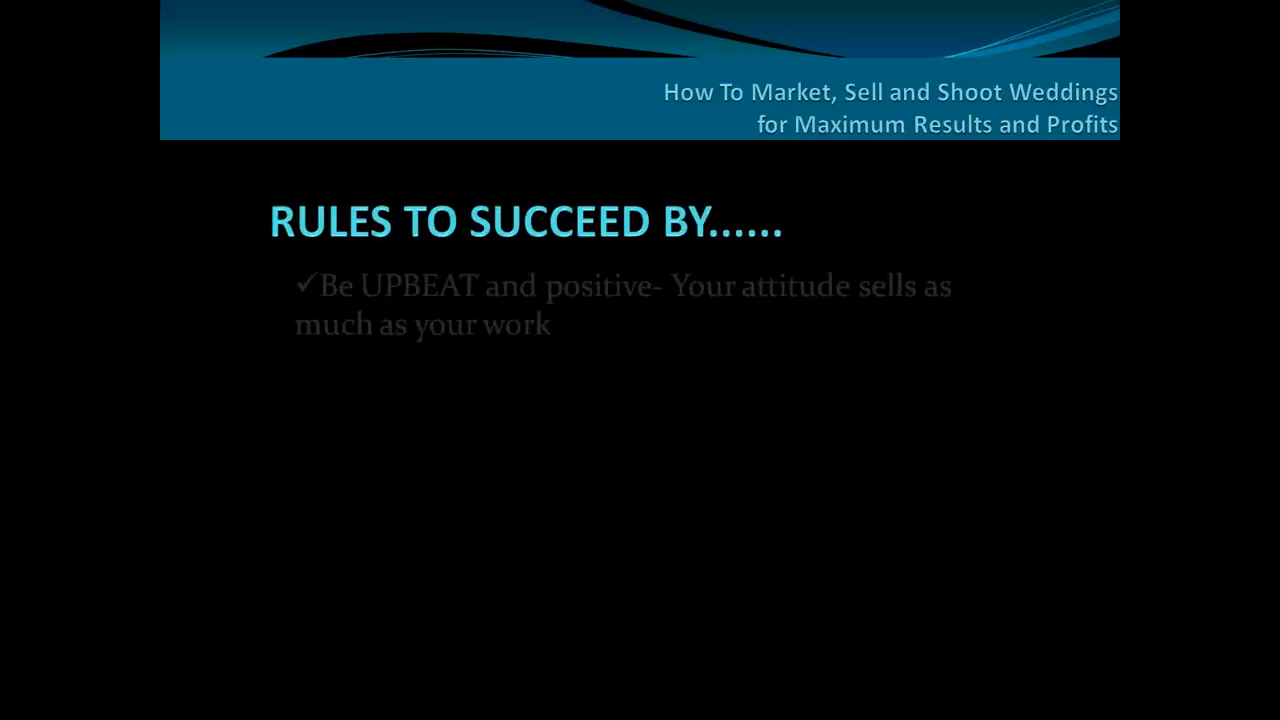 How To Market, Sell and Shoot Weddings
for Maximum Results and Profits
RULES TO SUCCEED BY......
✓Be UPBEAT and positive- Your attitude sells as
much as your work